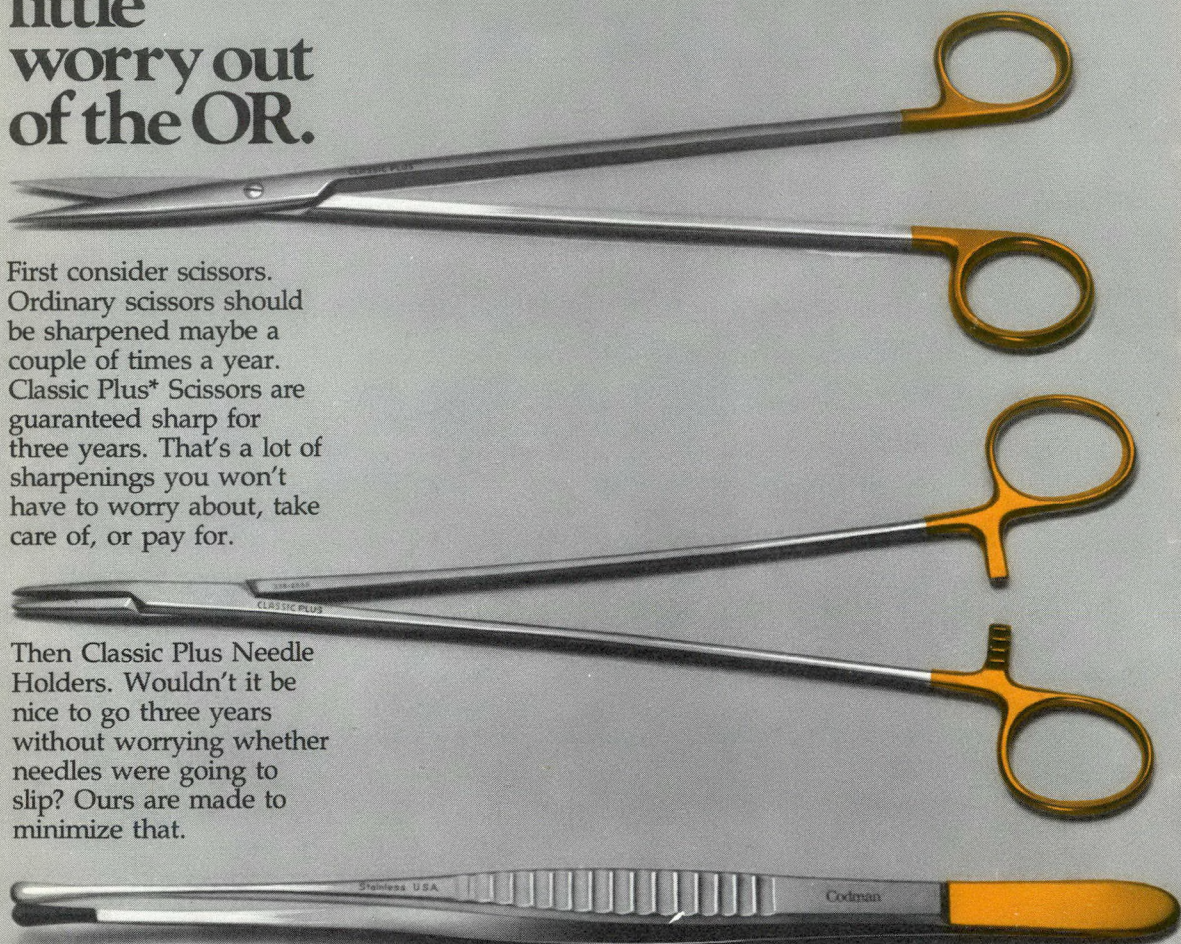 little
worry out
of the OR.
CLASSIC PLUS
First consider scissors.
Ordinary scissors should
be sharpened maybe a
couple of times a year.
Classic Plus* Scissors are
guaranteed sharp for
three years. That's a lot of
sharpenings you won't
have to worry about, take
care of, or pay for.
CLASSIC PLUS
Then Classic Plus Needle
Holders. Wouldn't it be
nice to go three years
without worrying whether
needles were going to
slip? Ours are made to
minimize that.
Stainless U.S.A.
Codman